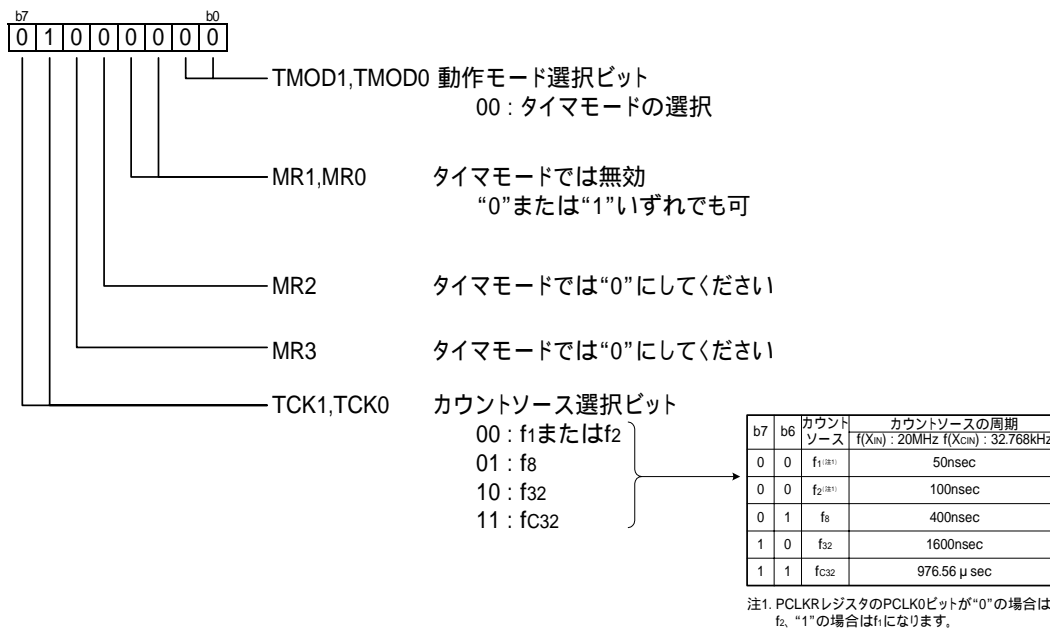 b7 b0
0 1 0 0 0 0 0 0
TMOD1,TMOD0 動作モード選択ビット
00 : タイマモードの選択
MR1,MR0 タイマモードでは無効
“0”または“1”いずれでも可
MR2 タイマモードでは“0”にしてください
MR3 タイマモードでは“0”にしてください
TCK1,TCK0 カウントソース選択ビット
00 : f1またはf2
01 : f8
10 : f32
11 : fC32
b7 b6 カウントソース カウントソースの周期
f(XIN) : 20MHz f(XCIN) : 32.768kHz
0 0 f1(注1) 50nsec
0 0 f2(注1) 100nsec
0 1 f8 400nsec
1 0 f32 1600nsec
1 1 fC32 976.56 μ sec
注1. PCLKRレジスタのPCLK0ビットが“0”の場合は
f2、“1”の場合はf1になります。